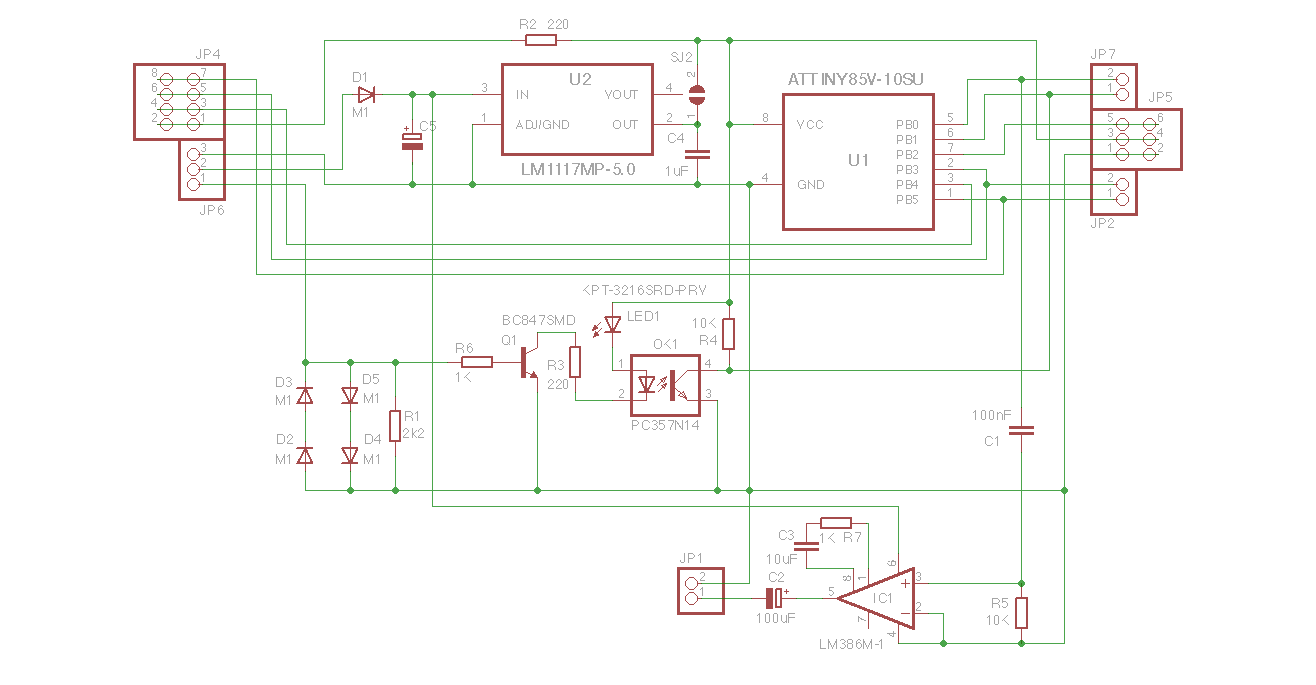 R2 220
JP4
8 7
6 5
4 3
2 1
3
2
1
JP6
D1
M1
C5
+
U2
3 IN VOUT 4
1 ADJ/GND OUT 2
LM1117MP-5.0
SJ2
2
1
C4
1uF
ATTINY85V-10SU
U1
8 VCC PB0 5
PB1 6
PB2 7
PB3 2
4 GND PB4 3
PB5 1
JP7
2
1
JP5
5 6
3 4
1 2
2
1
JP2
KPT-3216SRD-PRV
LED1
BC847SMD
Q1
R6
1K
R3
220
OK1
1 4
2 3
PC357N14
10K
R4
D3
M1
D5
M1
D2
M1
D4
M1
R1
2k2
100nF
C1
JP1
2
1
C3
10uF
1K R7
C2
+
100uF
5
8
1
6
7
4
+ 3
- 2
IC1
LM386M-1
R5
10K